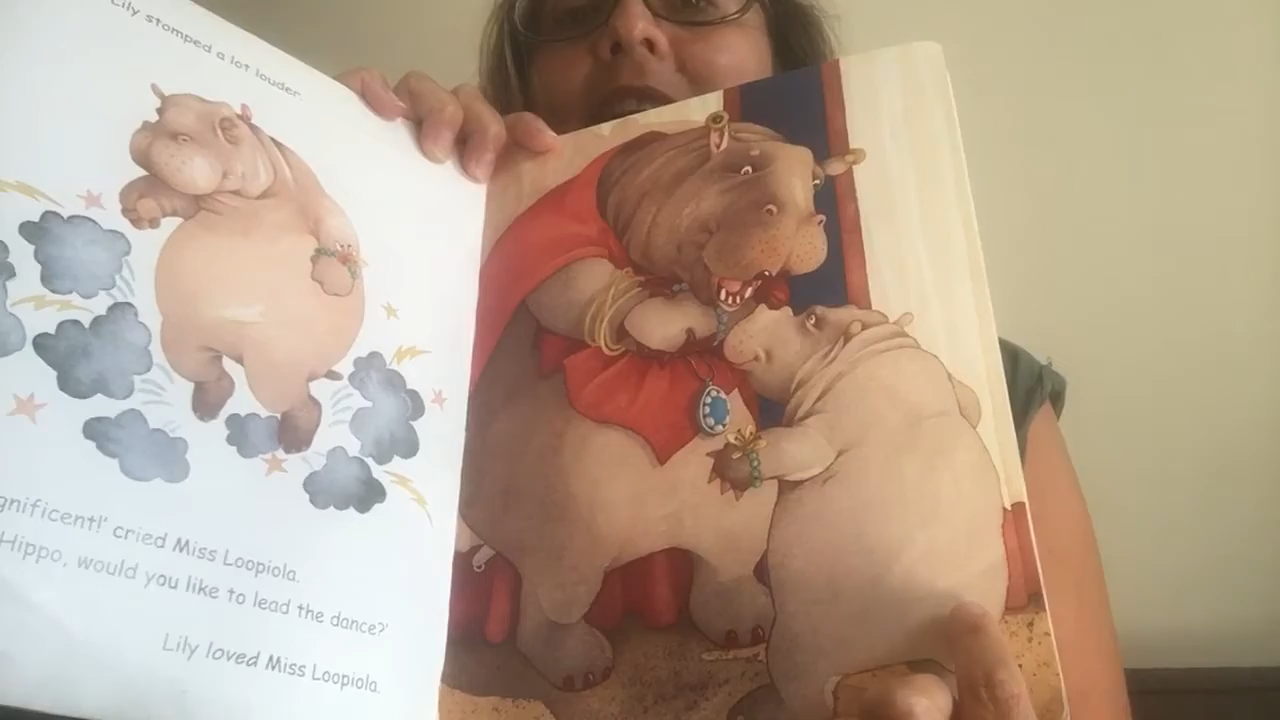 Lily stomped a lot louder.
gnificent!' cried Miss Loopiola.
Hippo, would you like to lead the dance?'
Lily loved Miss Loopiola.